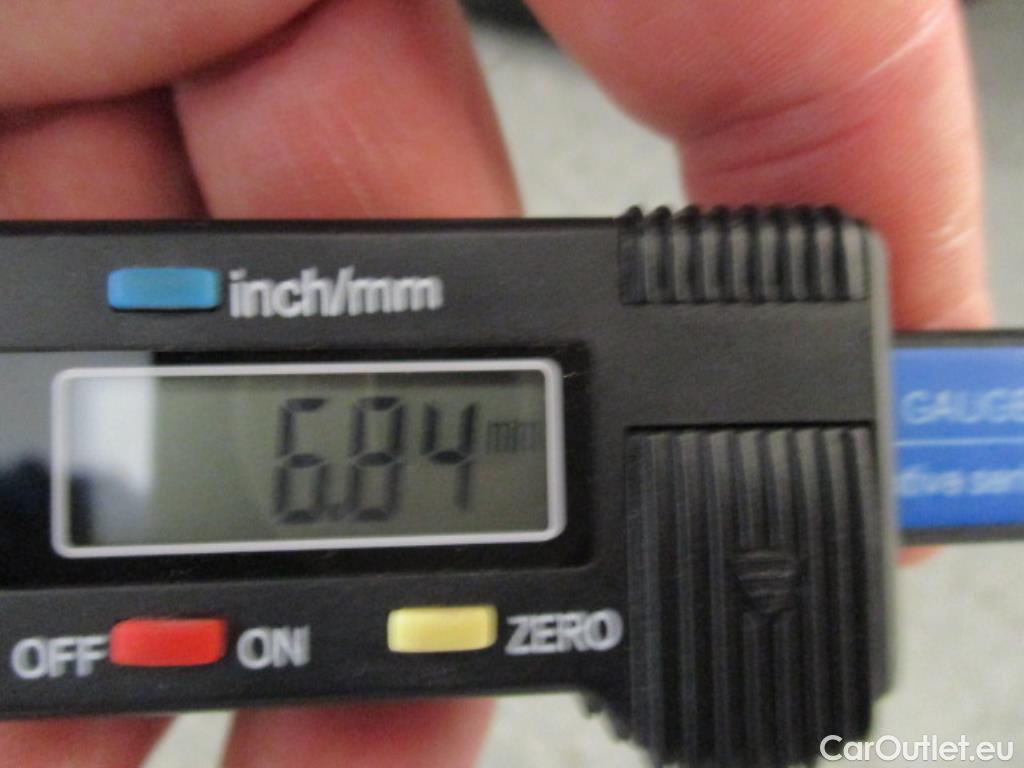 inch/mm
6.84 mm
GAUGE
OFF ON ZERO
CarOutlet.eu